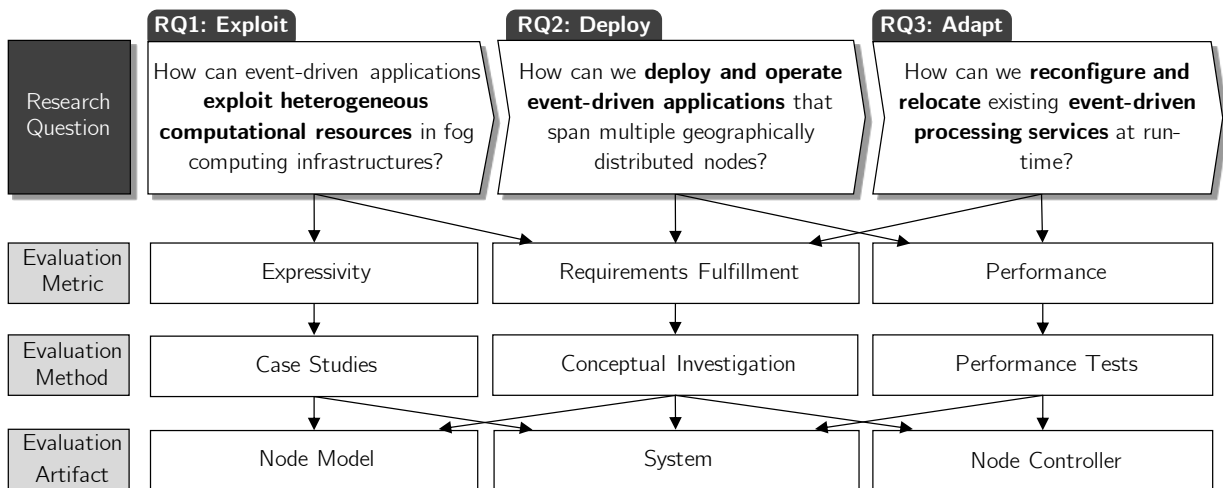 RQ1: Exploit
RQ2: Deploy
RQ3: Adapt
Research
Question
How can event-driven applications
exploit heterogeneous
computational resources in fog
computing infrastructures?
How can we deploy and operate
event-driven applications that
span multiple geographically
distributed nodes?
How can we reconfigure and
relocate existing event-driven
processing services at run-
time?
Evaluation
Metric
Expressivity
Requirements Fulfillment
Performance
Evaluation
Method
Case Studies
Conceptual Investigation
Performance Tests
Evaluation
Artifact
Node Model
System
Node Controller